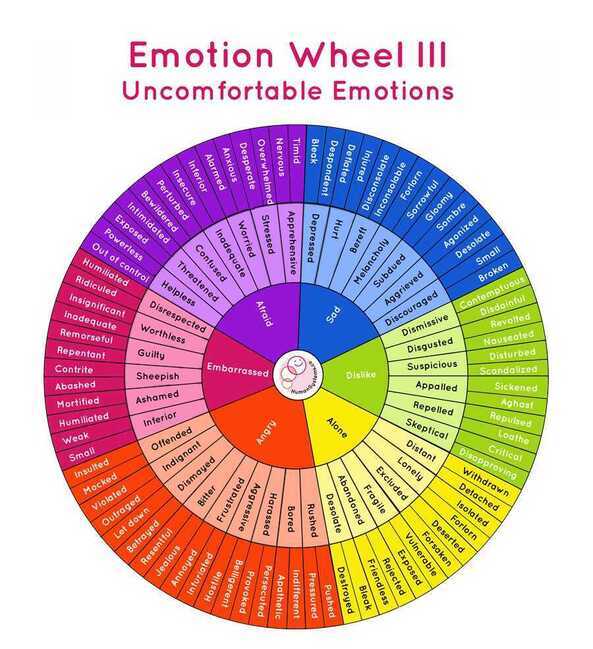 Emotion Wheel III
Uncomfortable Emotions
Sad
Dislike
Alone
Angry
Embarrassed
Afraid
Depressed
Hurt
Bereft
Melancholy
Subdued
Aggrieved
Discouraged
Dismissive
Disgusted
Suspicious
Appalled
Repelled
Skeptical
Distant
Lonely
Excluded
Fragile
Abandoned
Desolate
Rushed
Bored
Harassed
Aggressive
Frustrated
Bitter
Dismayed
Indignant
Offended
Inferior
Ashamed
Sheepish
Guilty
Worthless
Disrespected
Helpless
Threatened
Confused
Inadequate
Worried
Stressed
Apprehensive
Bleak
Despondent
Deflated
Injured
Disconsolate
Inconsolable
Forlorn
Sorrowful
Gloomy
Sombre
Agonized
Desolate
Small
Broken
Contemptuous
Disdainful
Revolted
Nauseated
Disturbed
Scandalized
Sickened
Aghast
Repulsed
Loathe
Critical
Disapproving
Withdrawn
Detached
Isolated
Forlorn
Deserted
Forsaken
Vulnerable
Exposed
Rejected
Friendless
Bleak
Destroyed
Pushed
Pressured
Indifferent
Apathetic
Persecuted
Provoked
Belligerent
Hostile
Infuriated
Annoyed
Jealous
Resentful
Betrayed
Let down
Outraged
Violated
Mocked
Insulted
Small
Weak
Humiliated
Mortified
Abashed
Contrite
Repentant
Remorseful
Inadequate
Insignificant
Ridiculed
Humiliated
Out of control
Powerless
Exposed
Intimidated
Bewildered
Perturbed
Insecure
Inferior
Alarmed
Anxious
Desperate
Overwhelmed
Nervous
Timid